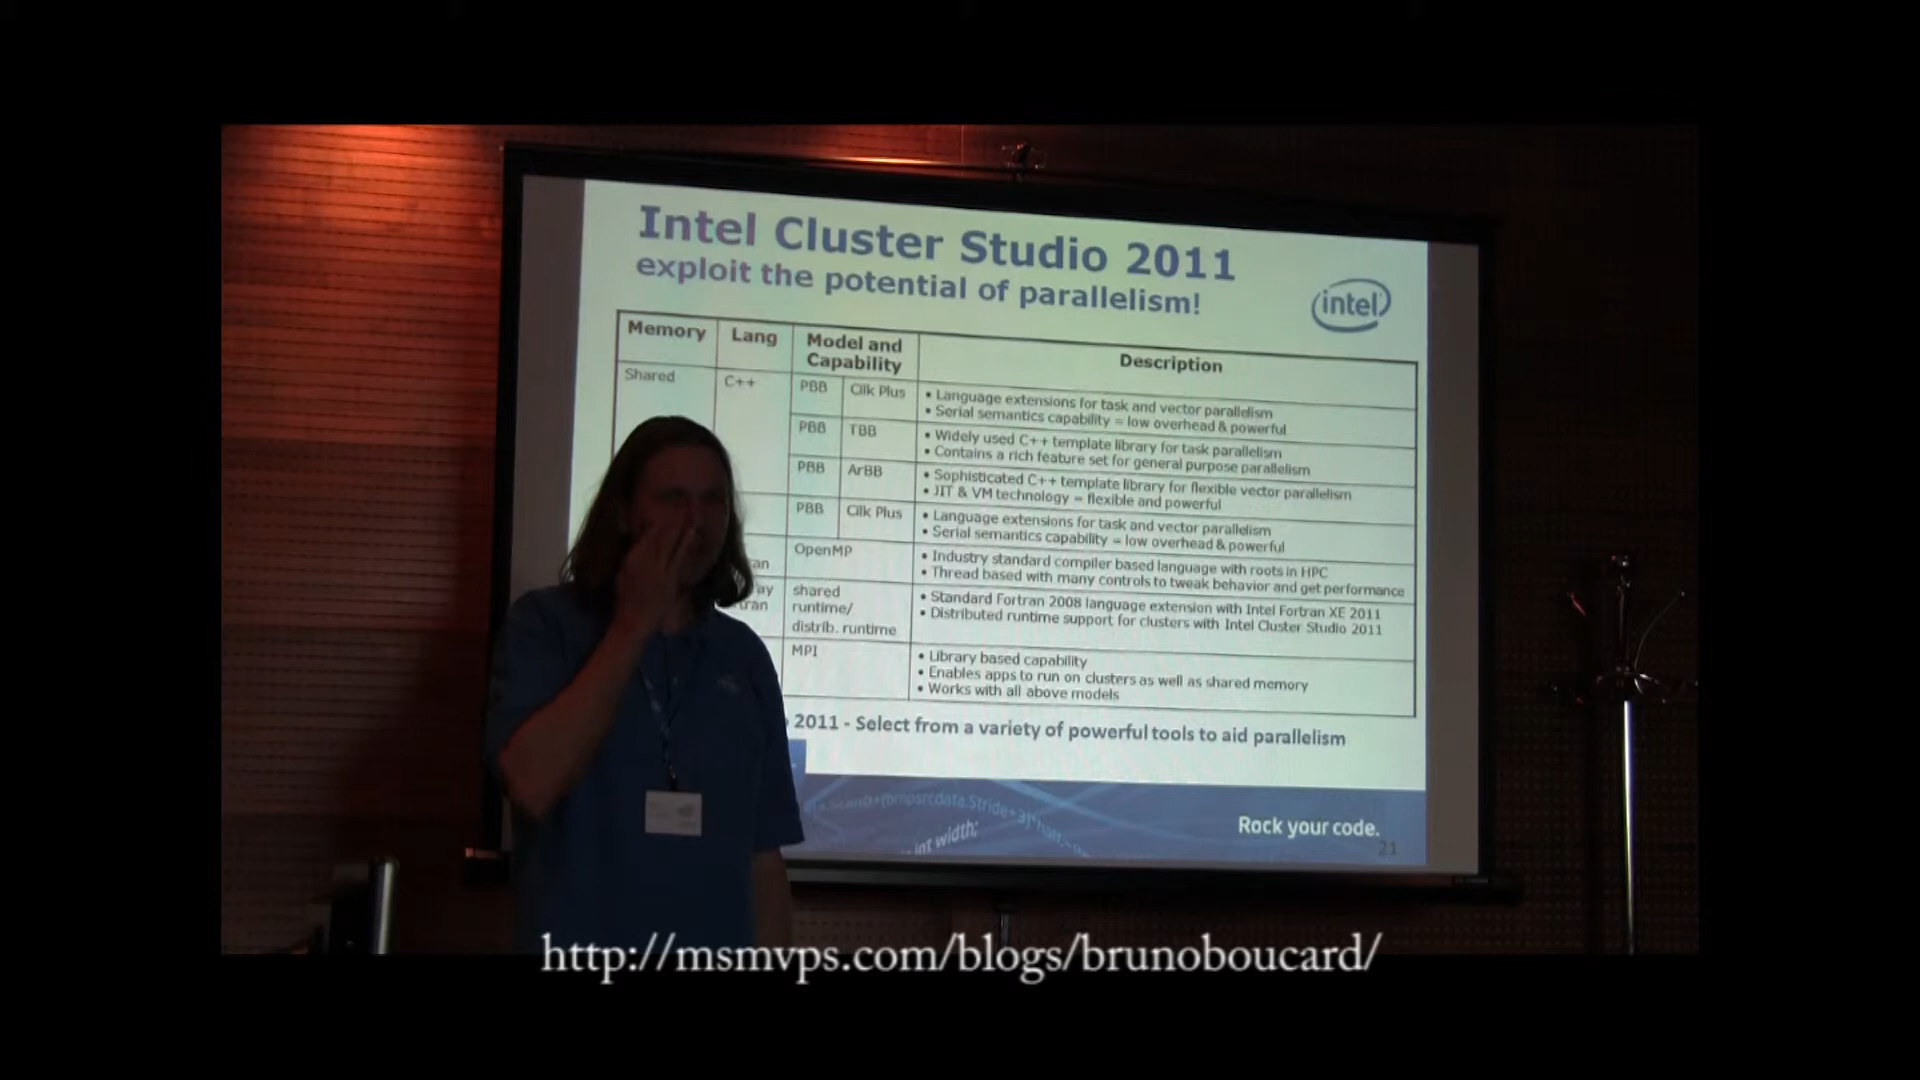 Intel Cluster Studio 2011
exploit the potential of parallelism!
intel
Memory Lang Model and Capability Description
Shared C++ PBB Cilk Plus
• Language extensions for task and vector parallelism
• Serial semantics capability = low overhead & powerful
PBB TBB
• Widely used C++ template library for task parallelism
• Contains a rich feature set for general purpose parallelism
PBB ArBB
• Sophisticated C++ template library for flexible vector parallelism
• JIT & VM technology = flexible and powerful
PBB Cilk Plus
• Language extensions for task and vector parallelism
• Serial semantics capability = low overhead & powerful
OpenMP
• Industry standard compiler based language with roots in HPC
• Thread based with many controls to tweak behavior and get performance
shared
runtime/
distrib. runtime
• Standard Fortran 2008 language extension with Intel Fortran XE 2011
• Distributed runtime support for clusters with Intel Cluster Studio 2011
MPI
• Library based capability
• Enables apps to run on clusters as well as shared memory
• Works with all above models
2011 - Select from a variety of powerful tools to aid parallelism
int width;
Rock your code.
21
http://msmvps.com/blogs/brunoboucard/